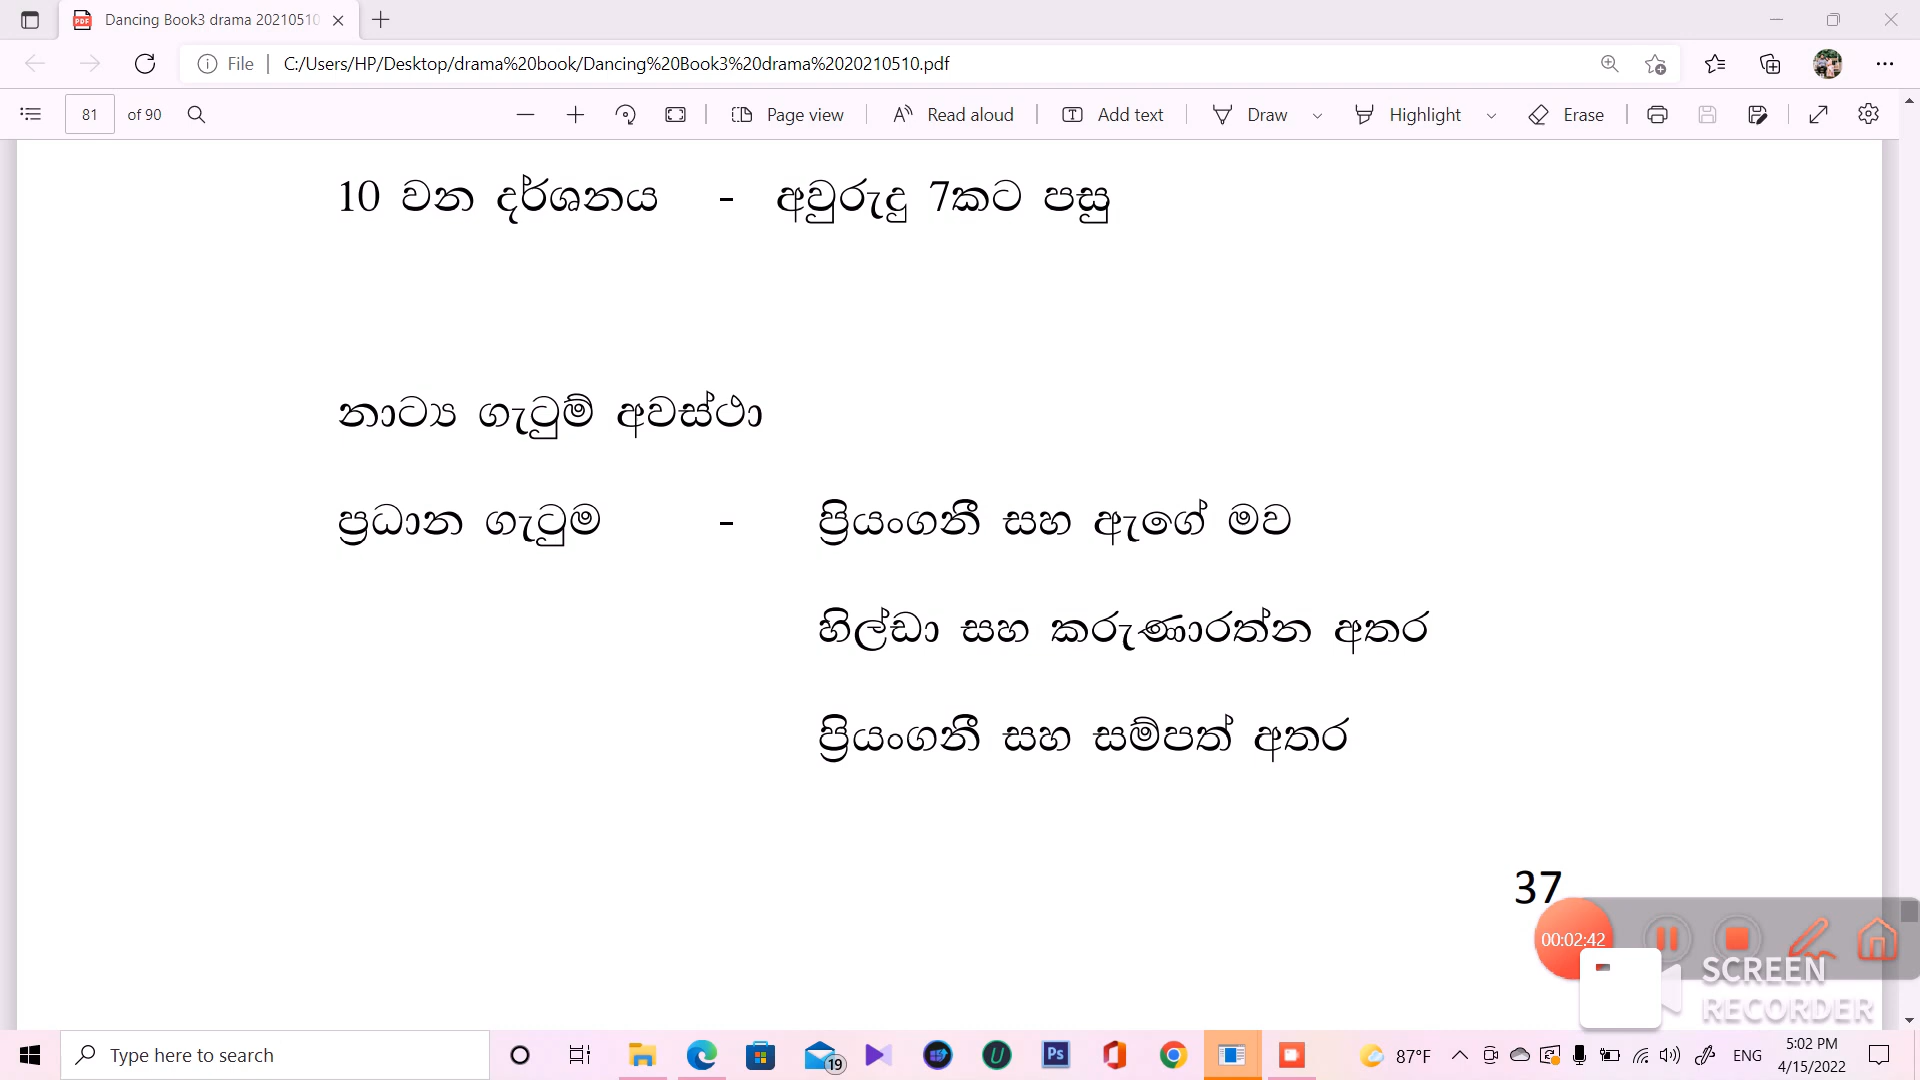 Dancing Book3 drama 20210510
File
C:/Users/HP/Desktop/drama%20book/Dancing%20Book3%20drama%2020210510.pdf
81 of 90
Page view
Read aloud
Add text
Draw
Highlight
Erase
10 වන දර්ශනය - අවුරුදු 7කට පසු
නාට්‍ය ගැටුම් අවස්ථා
ප්‍රධාන ගැටුම - ප්‍රියංගනී සහ ඇගේ මව
හිල්ඩා සහ කරුණාරත්න අතර
ප්‍රියංගනී සහ සම්පත් අතර
37
00:02:42
SCREEN
RECORDER
Type here to search
19
Ps
87°F
ENG
5:02 PM
4/15/2022